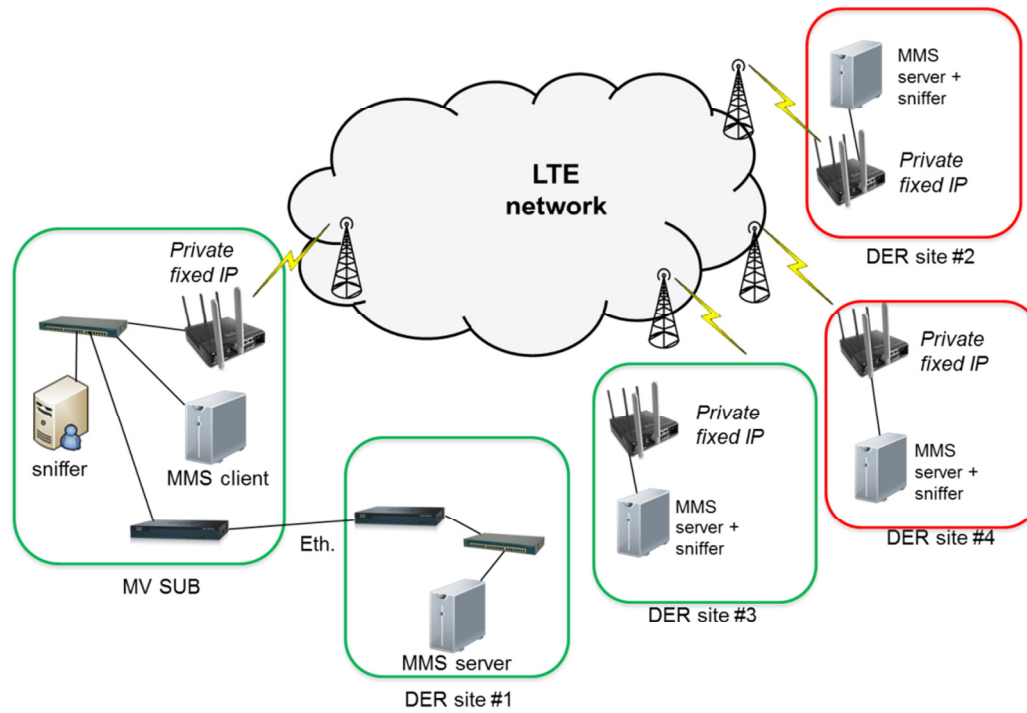 MMS
server +
sniffer
Private
fixed IP
DER site #2
LTE
network
Private
fixed IP
sniffer
MMS client
MV SUB
Eth.
MMS server
DER site #1
Private
fixed IP
MMS
server +
sniffer
DER site #3
Private
fixed IP
MMS
server +
sniffer
DER site #4